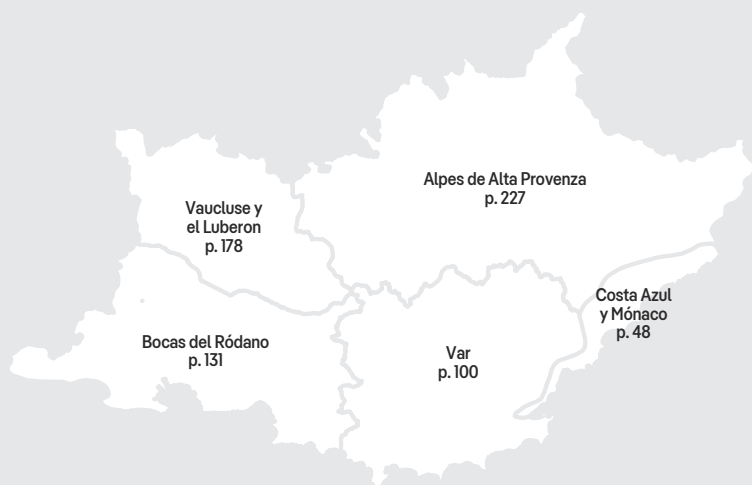 Alpes de Alta Provenza
p. 227
Vaucluse y
el Luberon
p. 178
Costa Azul
y Mónaco
p. 48
Bocas del Ródano
p. 131
Var
p. 100